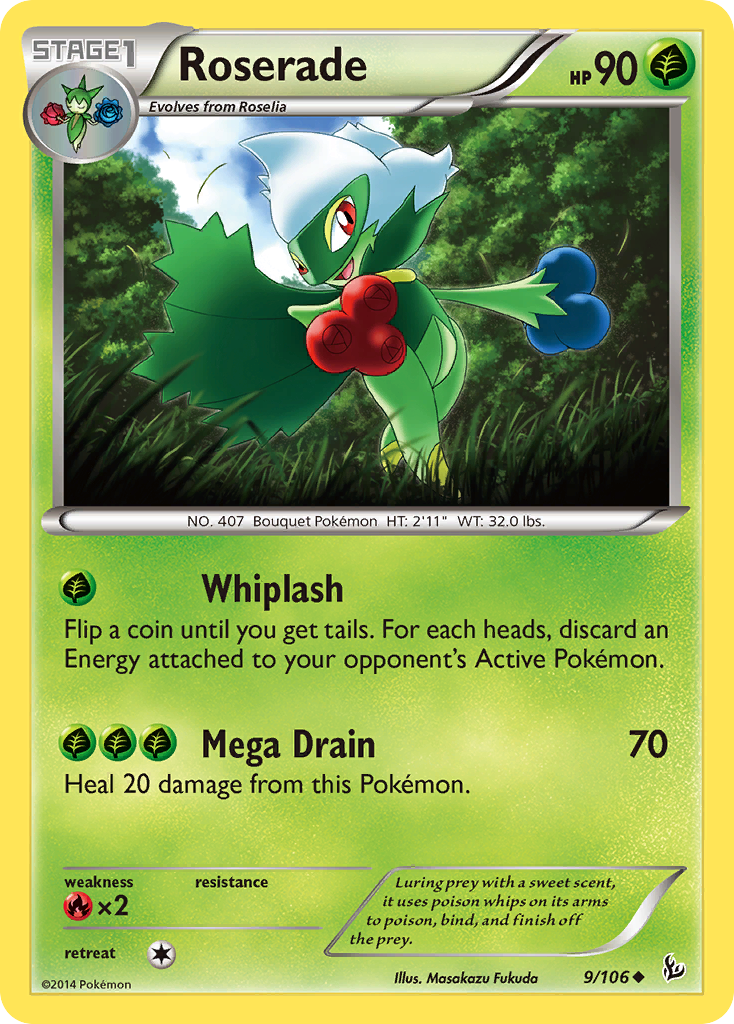 STAGE1
Roserade
HP 90
Evolves from Roselia
NO. 407 Bouquet Pokémon HT: 2'11" WT: 32.0 lbs.
Whiplash
Flip a coin until you get tails. For each heads, discard an
Energy attached to your opponent's Active Pokémon.
Mega Drain 70
Heal 20 damage from this Pokémon.
weakness
×2
resistance
retreat
Luring prey with a sweet scent,
it uses poison whips on its arms
to poison, bind, and finish off
the prey.
©2014 Pokémon
Illus. Masakazu Fukuda
9/106